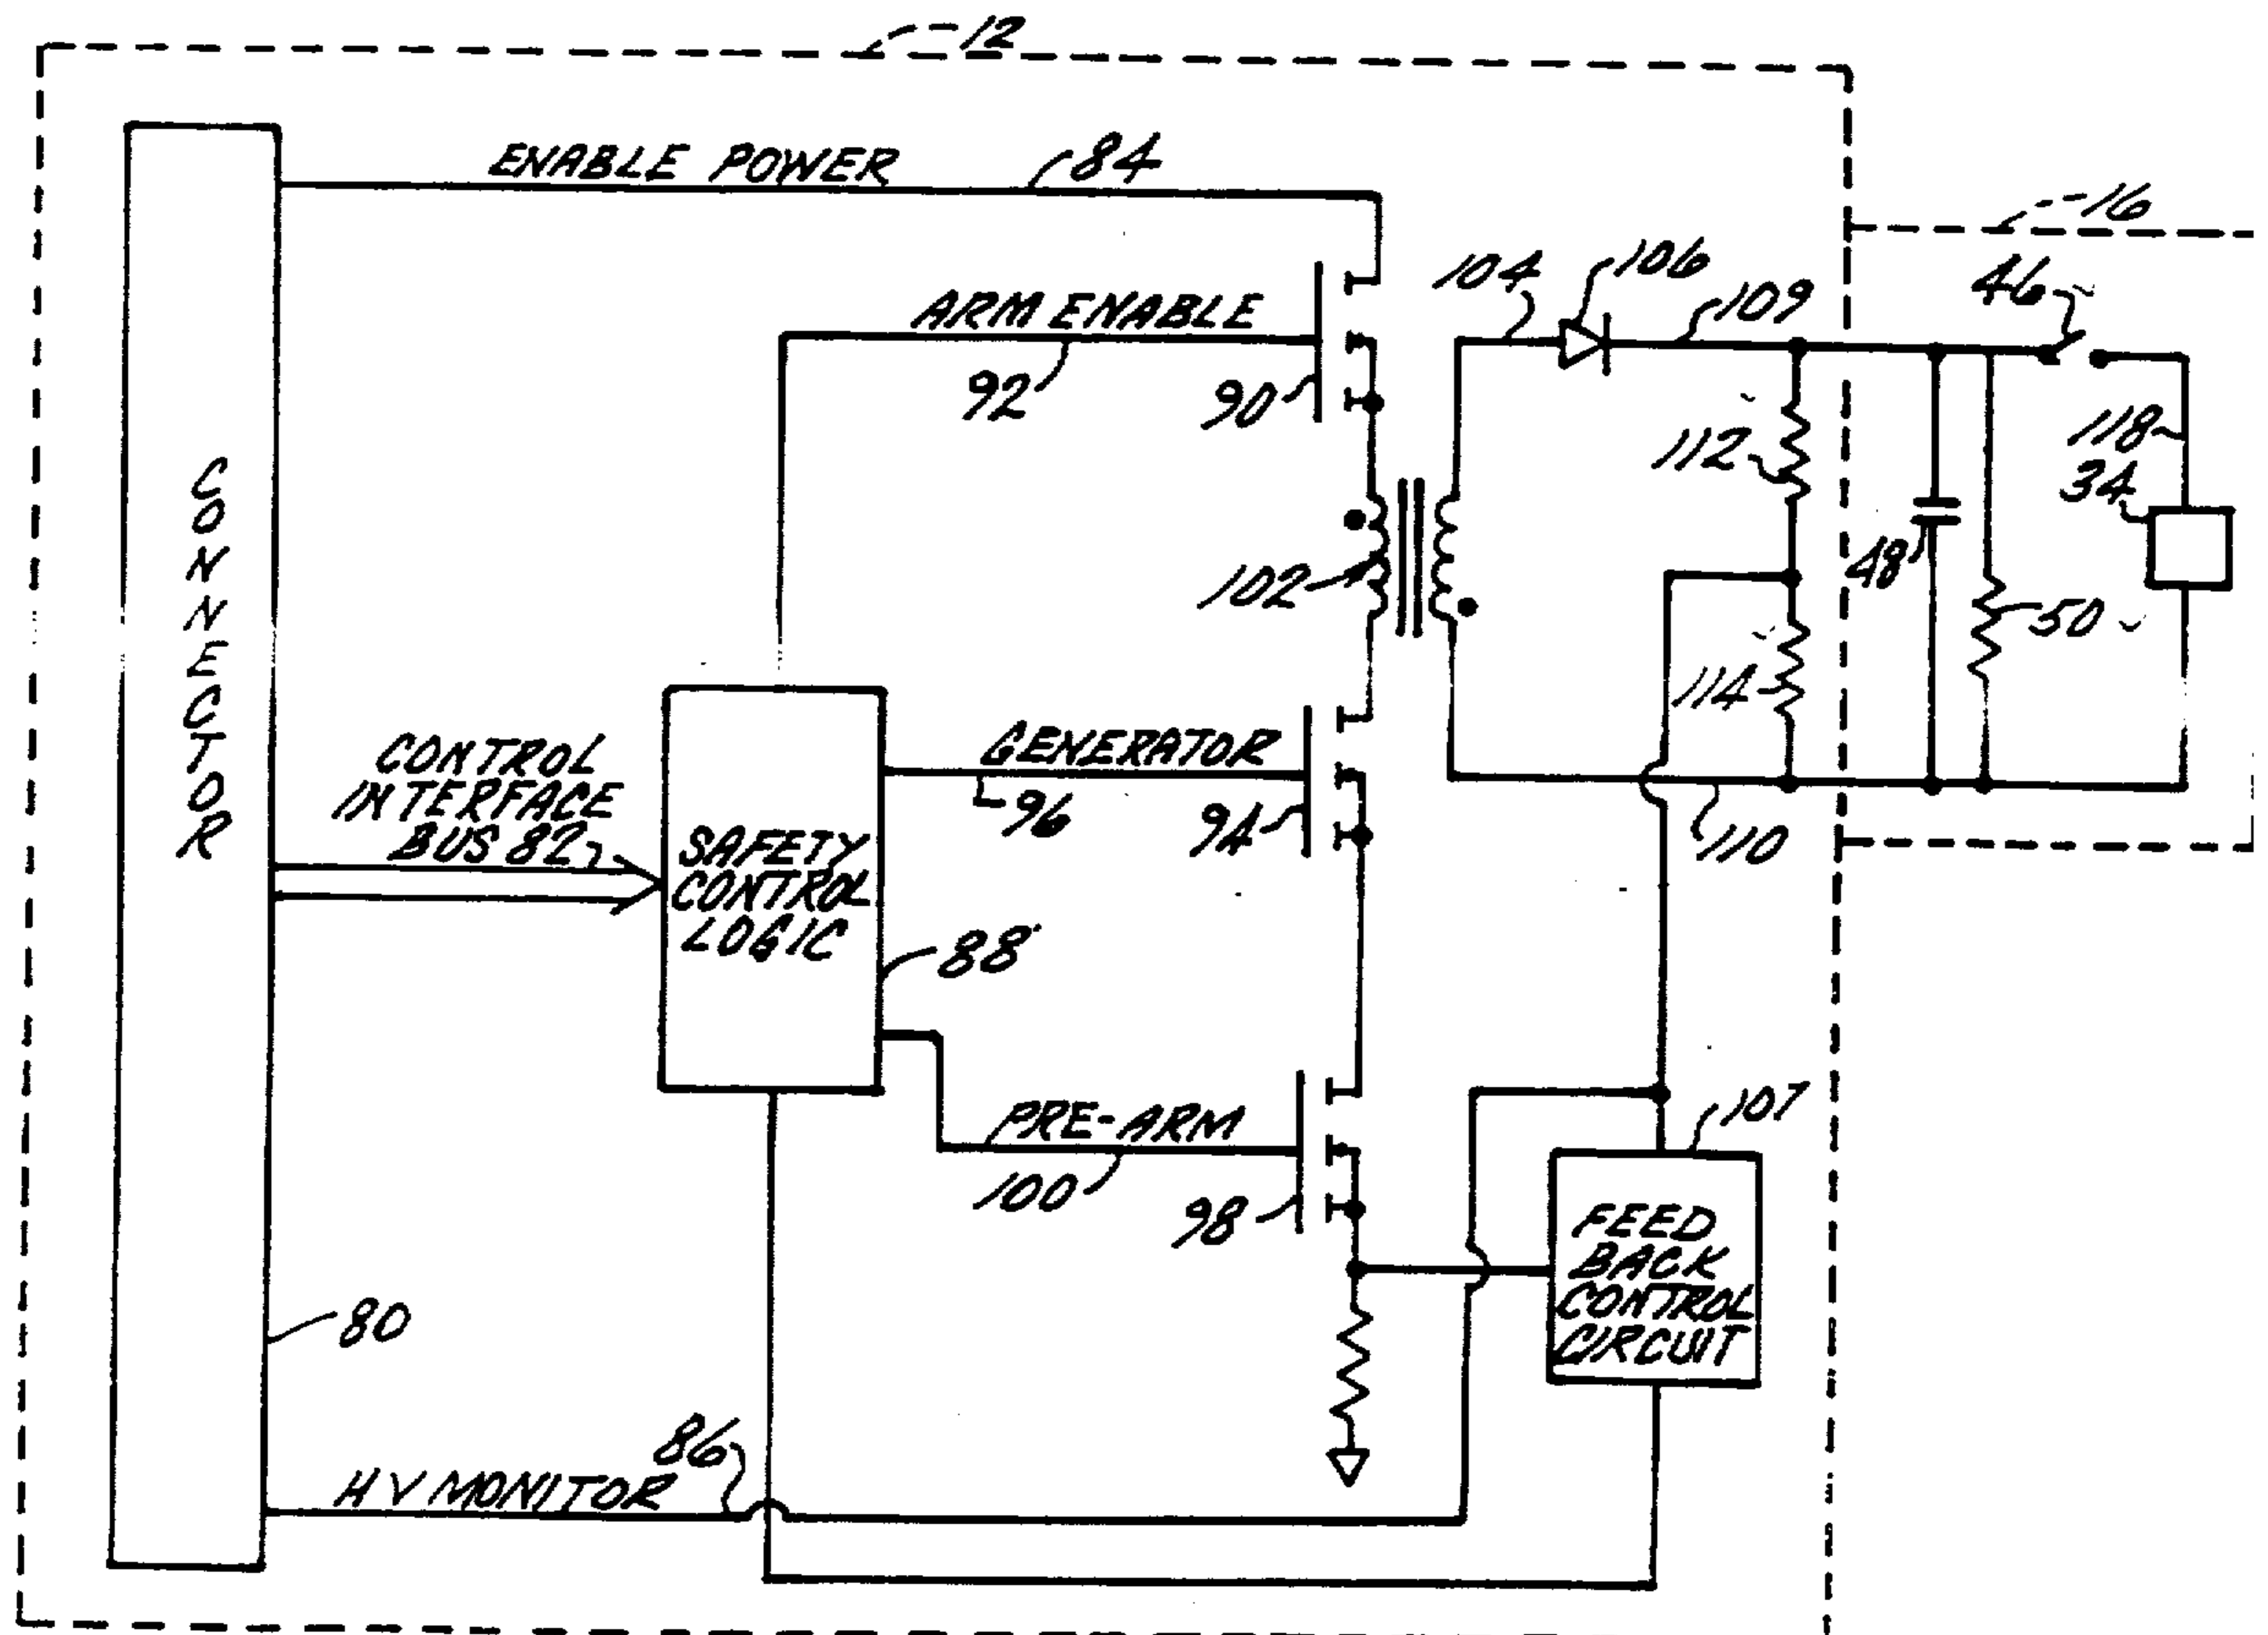 12
ENABLE POWER
84
16
46
104
106
109
ARM ENABLE
92
90
112
118
34
CONNECTOR
102
48
50
114
CONTROL
INTERFACE
BUS 82
GENERATOR
96
94
110
SAFETY
CONTROL
LOGIC
88
PRE-ARM
100
98
107
FEED
BACK
CONTROL
CIRCUIT
80
86
HV MONITOR